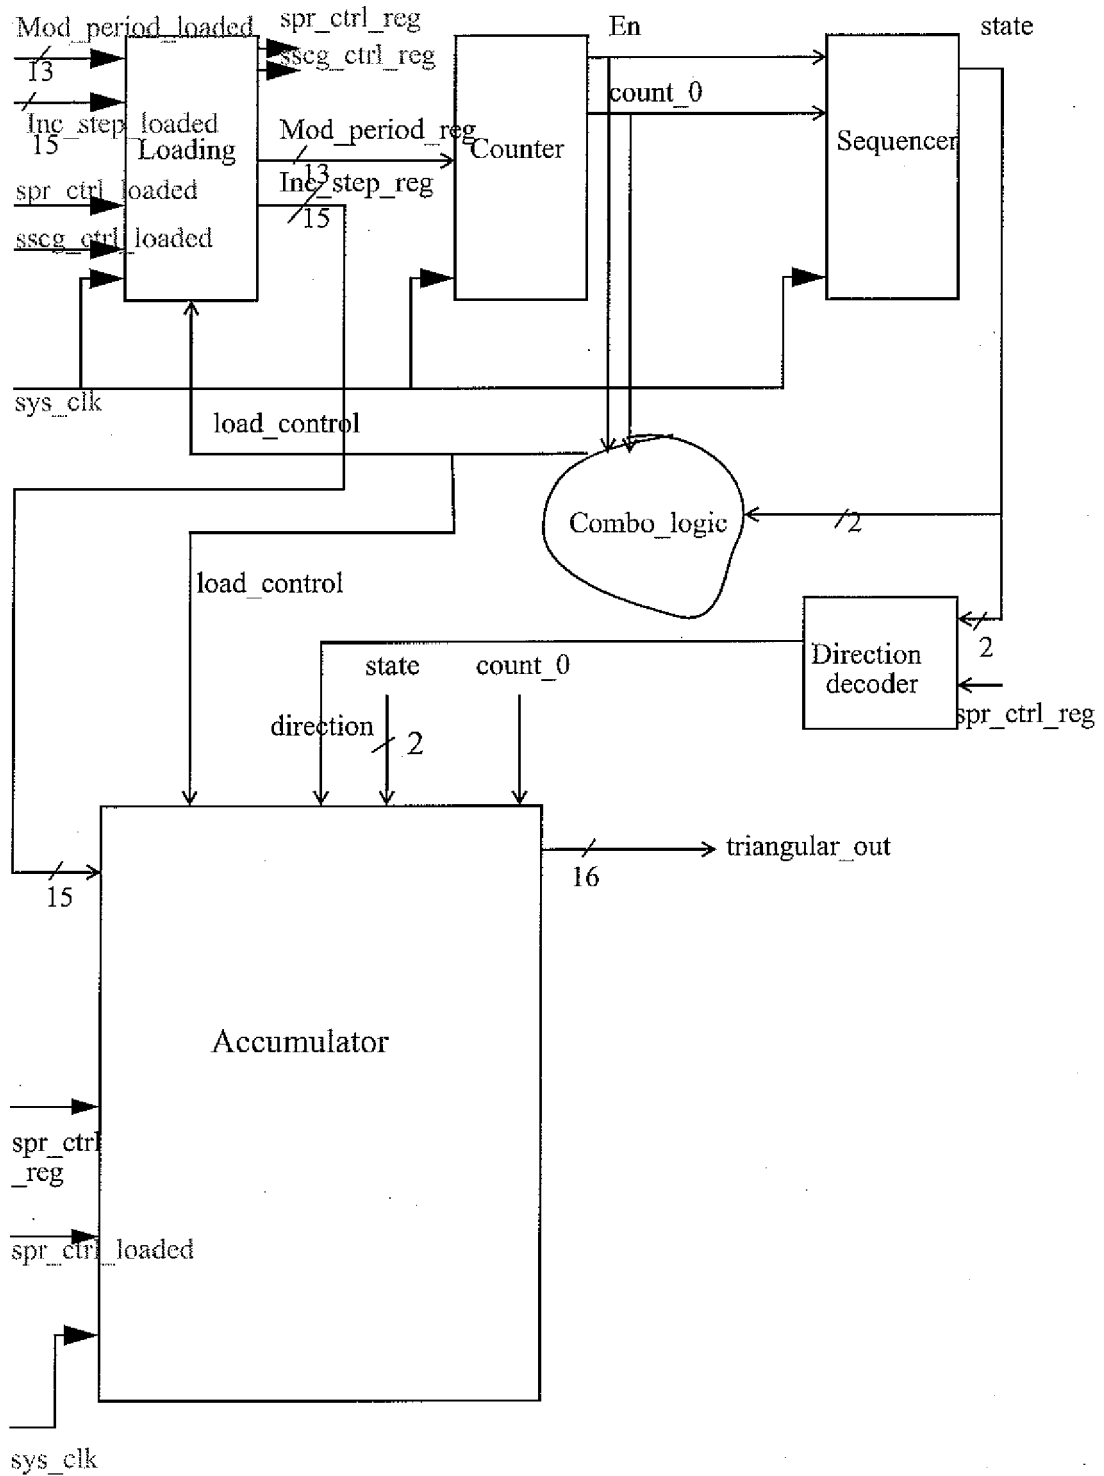 Mod_period_loaded
spr_ctrl_reg
En
state
13
sscg_ctrl_reg
Inc_step_loaded
15
count_0
Loading
Mod_period_reg
Counter
Sequencer
13
spr_ctrl_loaded
Inc_step_reg
15
sscg_ctrl_loaded
sys_clk
load_control
Combo_logic
2
load_control
state
count_0
Direction
decoder
2
spr_ctrl_reg
direction
2
triangular_out
16
15
Accumulator
spr_ctrl
_reg
spr_ctrl_loaded
sys_clk